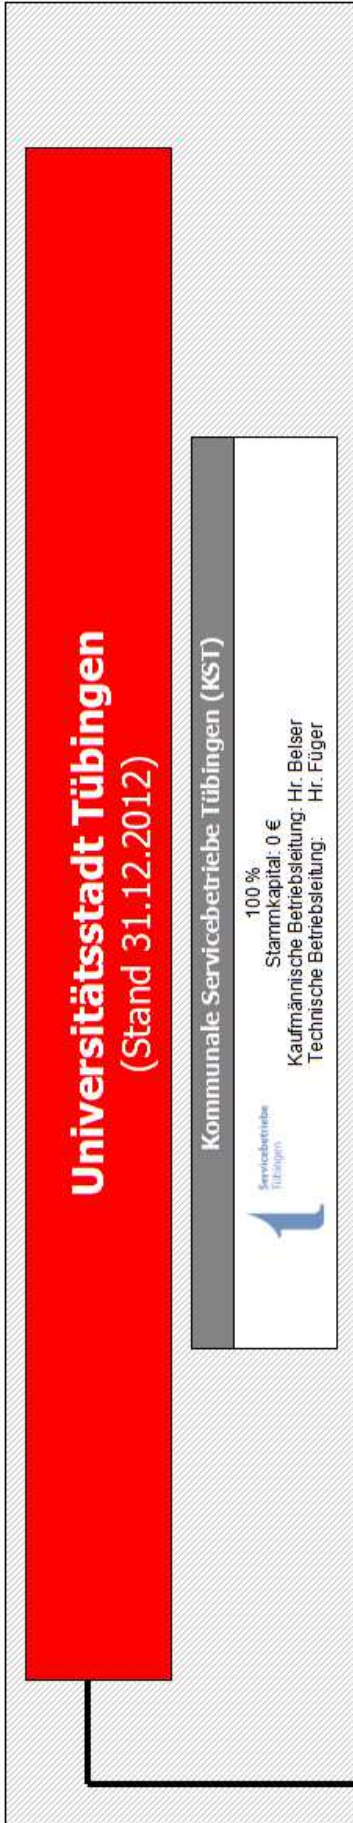 Universitätsstadt Tübingen
(Stand 31.12.2012)
Kommunale Servicebetriebe Tübingen (KST)
Servicebetriebe
Tübingen
100 %
Stammkapital: 0 €
Kaufmännische Betriebsleitung: Hr. Belser
Technische Betriebsleitung: Hr. Füger